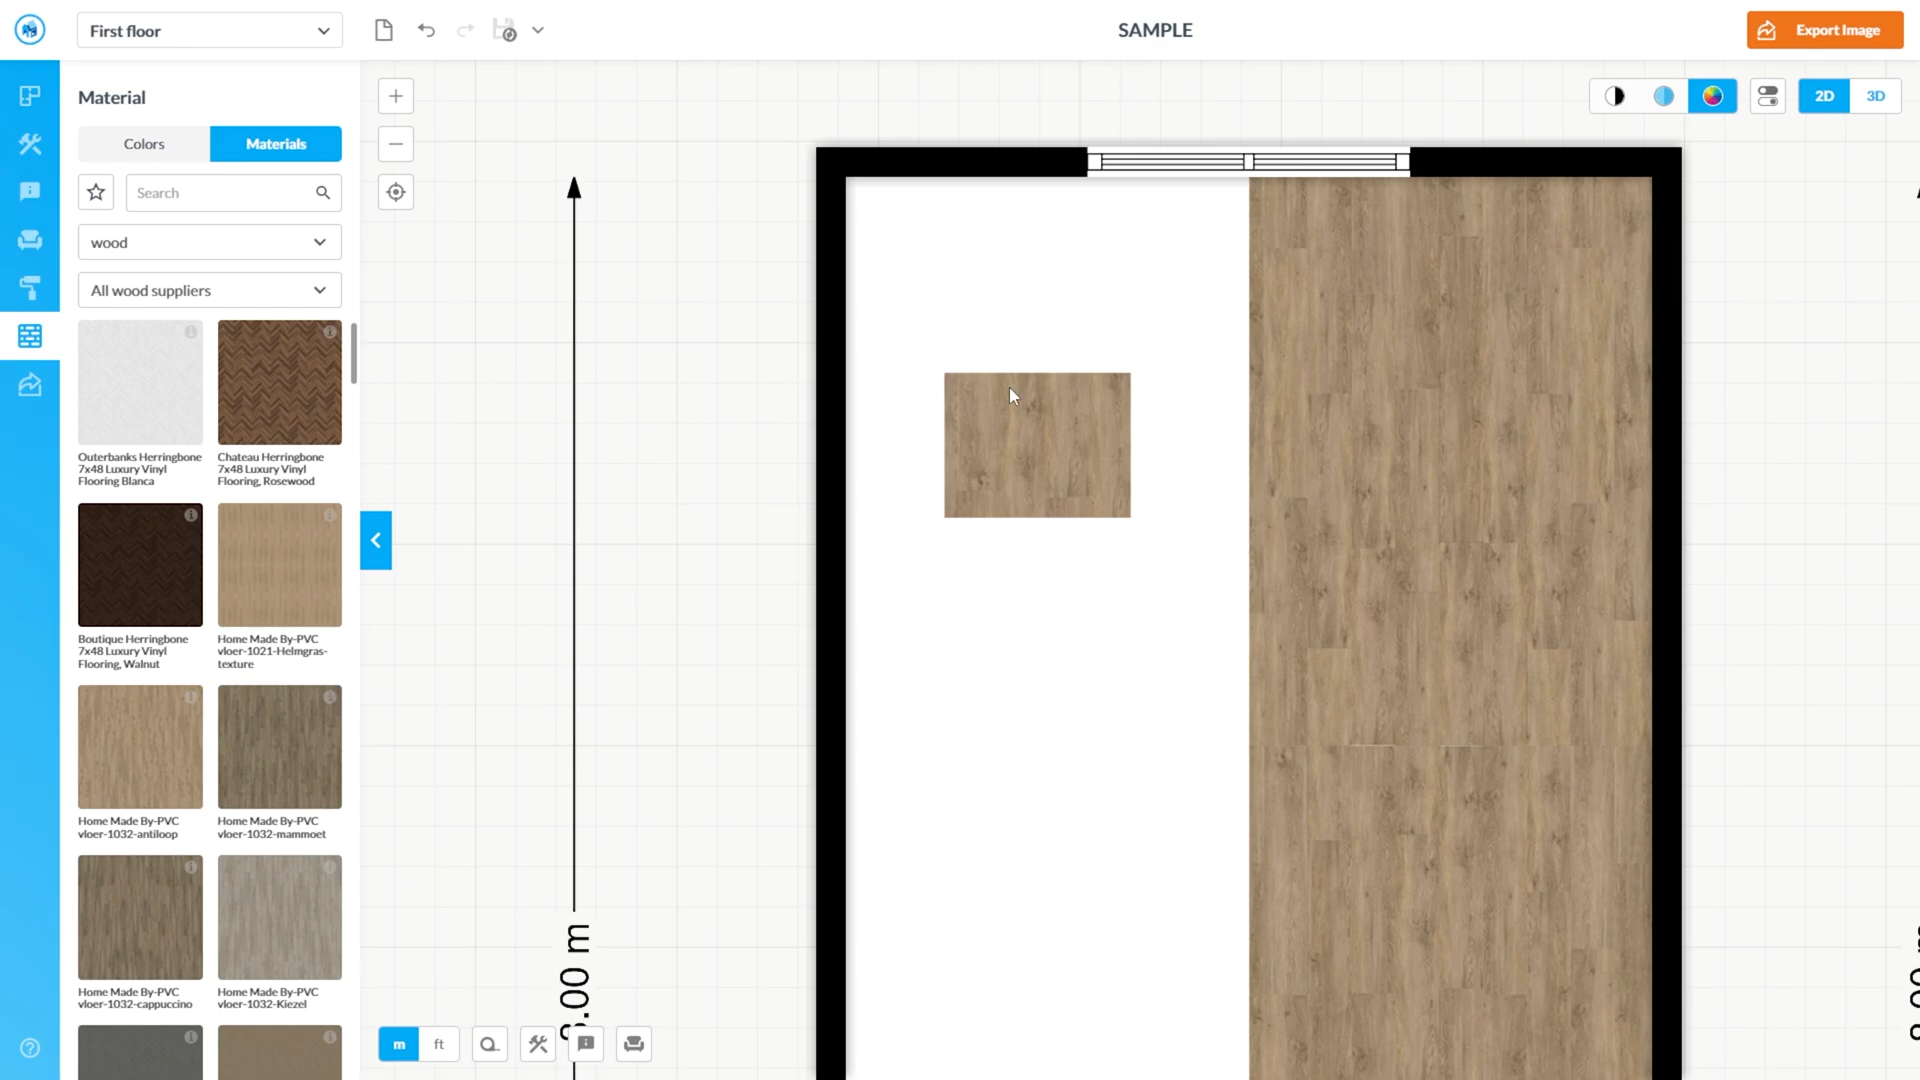 First floor
SAMPLE
Export Image
Material
Colors
Materials
Search
wood
All wood suppliers
2D
3D
Outerbanks Herringbone
7x48 Luxury Vinyl
Flooring Blanca
Chateau Herringbone
7x48 Luxury Vinyl
Flooring, Rosewood
Boutique Herringbone
7x48 Luxury Vinyl
Flooring, Walnut
Home Made By-PVC
vloer-1021-Helmgras-
texture
Home Made By-PVC
vloer-1032-antiloop
Home Made By-PVC
vloer-1032-mammoet
Home Made By-PVC
vloer-1032-cappuccino
Home Made By-PVC
vloer-1032-Kiezel
m
ft